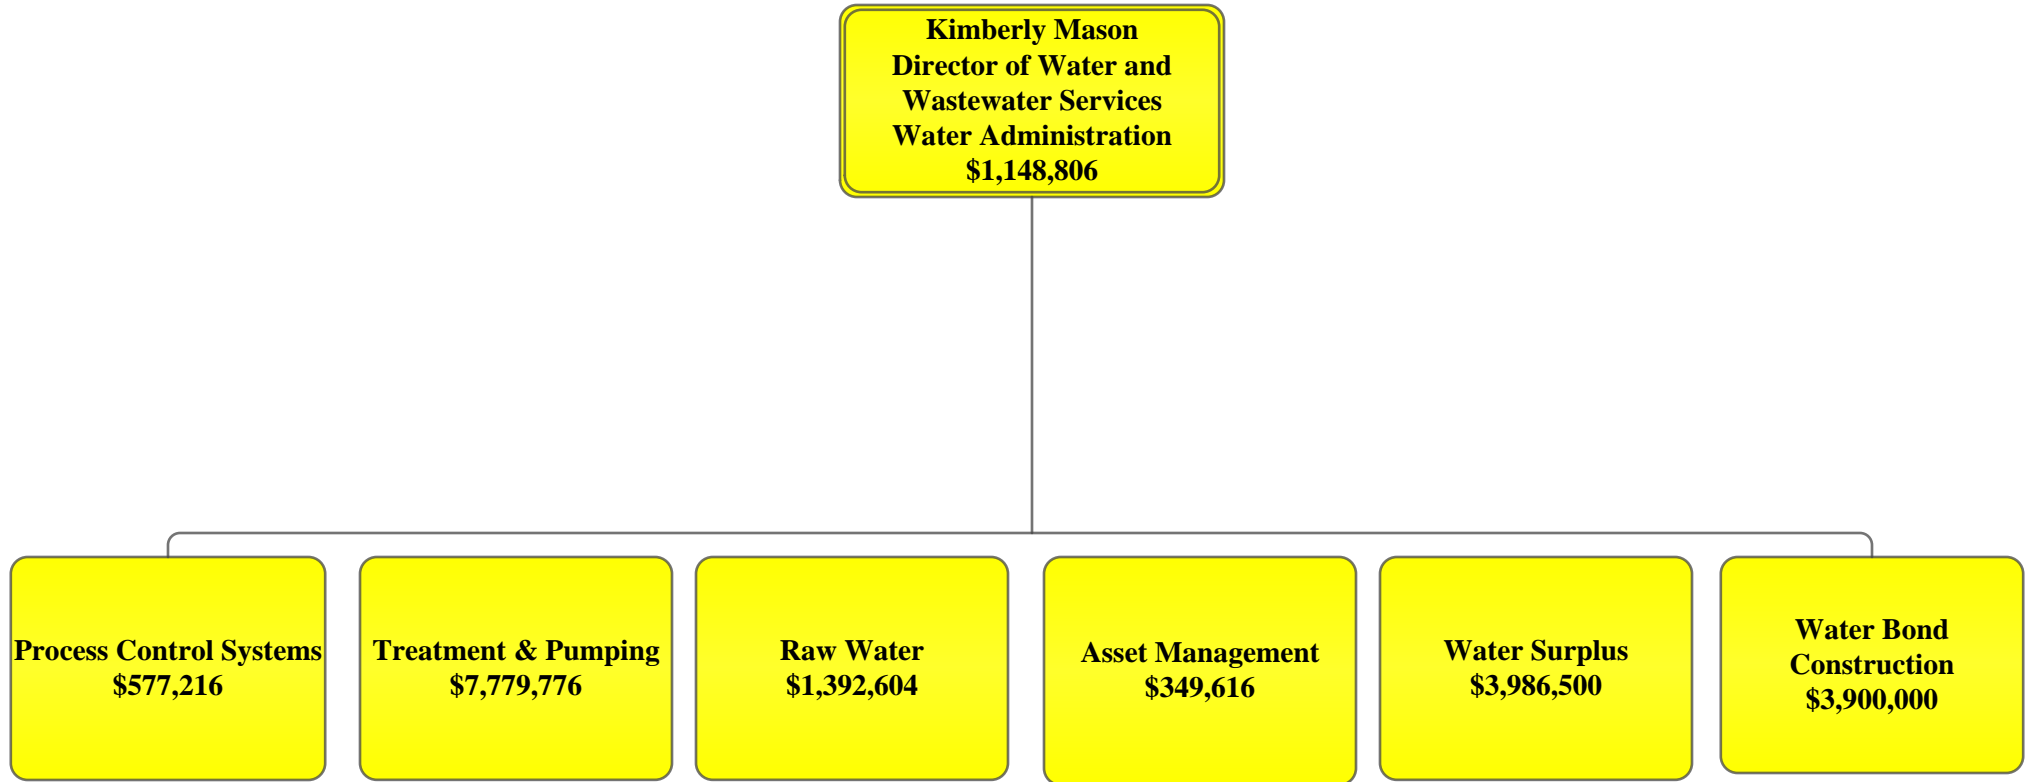 Kimberly Mason
Director of Water and
Wastewater Services
Water Administration
$1,148,806
Process Control Systems
$577,216
Treatment & Pumping
$7,779,776
Raw Water
$1,392,604
Asset Management
$349,616
Water Surplus
$3,986,500
Water Bond
Construction
$3,900,000